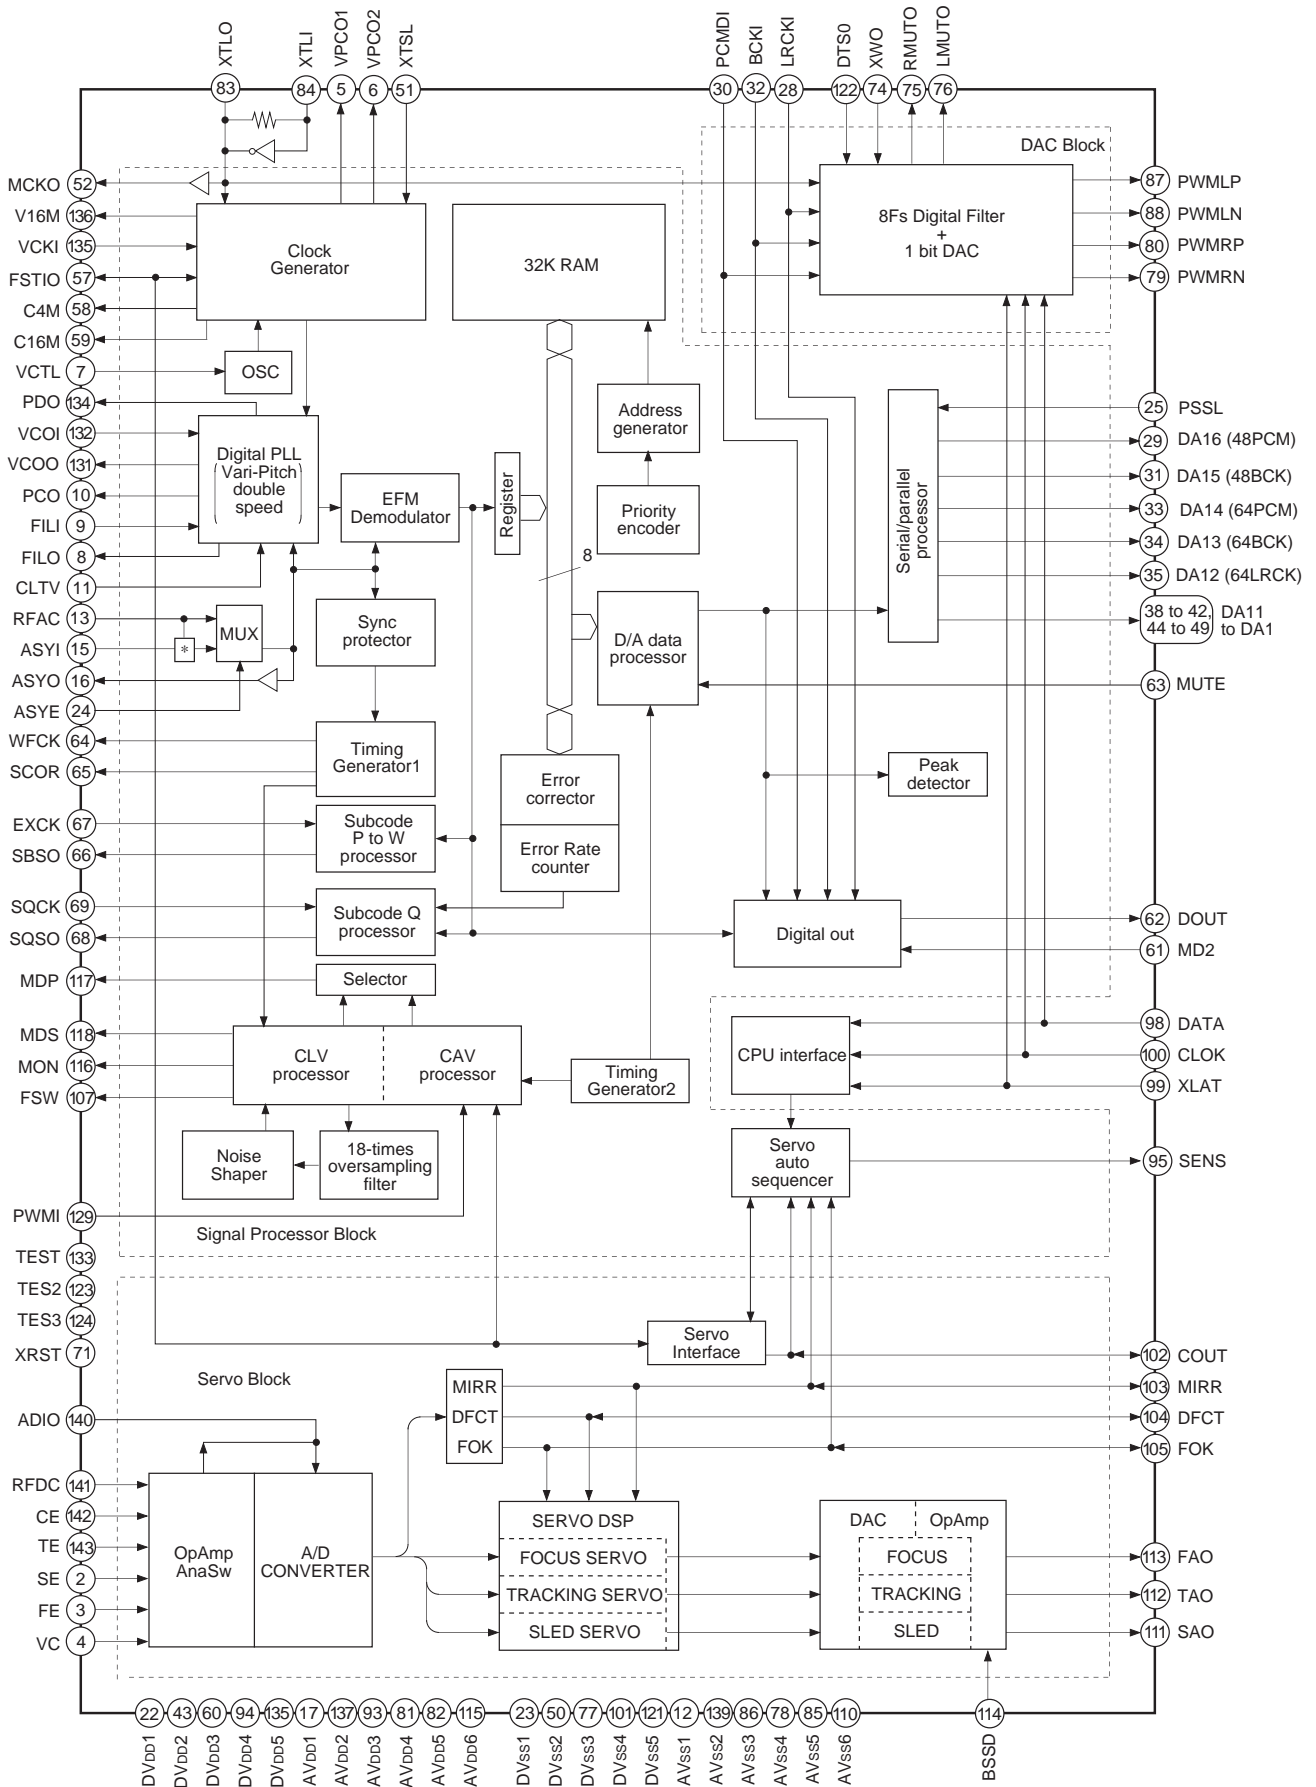 XTLO
XTLI
VPCO1
VPCO2
XTSL
PCMDI
BCKI
LRCKI
DTS0
XWO
RMUTO
LMUTO
83
84
5
6
51
30
32
28
122
74
75
76
DAC Block
MCKO 52
V16M 136
VCKI 135
FSTIO 57
C4M 58
C16M 59
VCTL 7
PDO 134
VCOI 132
VCOO 131
PCO 10
FILI 9
FILO 8
CLTV 11
RFAC 13
ASYI 15
ASYO 16
ASYE 24
WFCK 64
SCOR 65
EXCK 67
SBSO 66
SQCK 69
SQSO 68
MDP 117
MDS 118
MON 116
FSW 107
PWMI 129
TEST 133
TES2 123
TES3 124
XRST 71
ADIO 140
RFDC 141
CE 142
TE 143
SE 2
FE 3
VC 4
Clock
Generator
32K RAM
8Fs Digital Filter
+
1 bit DAC
OSC
Digital PLL
Vari-Pitch
double
speed
EFM
Demodulator
Register
Address
generator
Priority
encoder
8
Serial/parallel
processor
MUX
*
Sync
protector
D/A data
processor
Timing
Generator1
Error
corrector
Error Rate
counter
Peak
detector
Subcode
P to W
processor
Subcode Q
processor
Digital out
Selector
CLV
processor
CAV
processor
Timing
Generator2
CPU interface
Noise
Shaper
18-times
oversampling
filter
Servo
auto
sequencer
Signal Processor Block
Servo
Interface
Servo Block
MIRR
DFCT
FOK
OpAmp
AnaSw
A/D
CONVERTER
SERVO DSP
FOCUS SERVO
TRACKING SERVO
SLED SERVO
DAC
OpAmp
FOCUS
TRACKING
SLED
87 PWMLP
88 PWMLN
80 PWMRP
79 PWMRN
25 PSSL
29 DA16 (48PCM)
31 DA15 (48BCK)
33 DA14 (64PCM)
34 DA13 (64BCK)
35 DA12 (64LRCK)
38 to 42, DA11
44 to 49 to DA1
63 MUTE
62 DOUT
61 MD2
98 DATA
100 CLOK
99 XLAT
95 SENS
102 COUT
103 MIRR
104 DFCT
105 FOK
113 FAO
112 TAO
111 SAO
22
43
60
94
135
17
137
93
81
82
115
23
50
77
101
121
12
139
86
78
85
110
114
DVDD1
DVDD2
DVDD3
DVDD4
DVDD5
AVDD1
AVDD2
AVDD3
AVDD4
AVDD5
AVDD6
DVSS1
DVSS2
DVSS3
DVSS4
DVSS5
AVSS1
AVSS2
AVSS3
AVSS4
AVSS5
AVSS6
BSSD